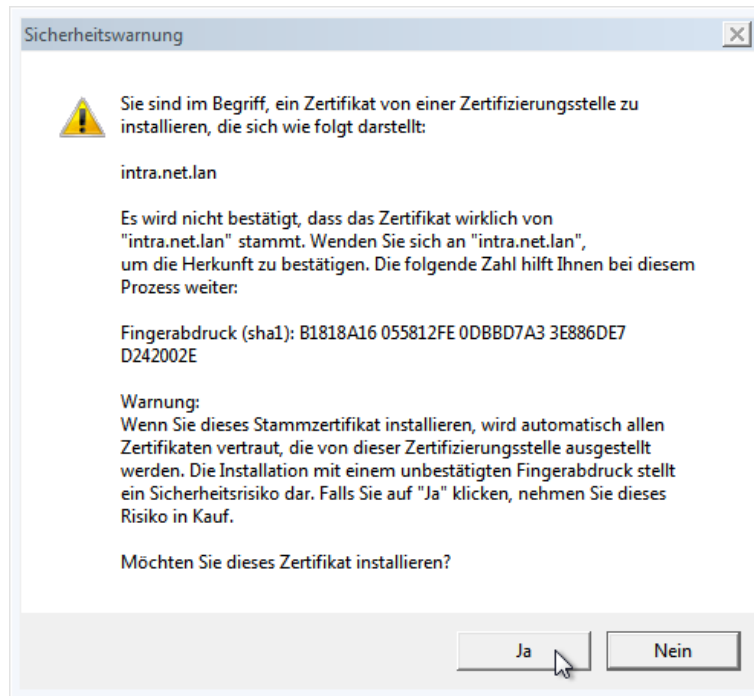 Sicherheitswarnung
Sie sind im Begriff, ein Zertifikat von einer Zertifizierungsstelle zu
installieren, die sich wie folgt darstellt:
intra.net.lan
Es wird nicht bestätigt, dass das Zertifikat wirklich von
"intra.net.lan" stammt. Wenden Sie sich an "intra.net.lan",
um die Herkunft zu bestätigen. Die folgende Zahl hilft Ihnen bei diesem
Prozess weiter:
Fingerabdruck (sha1): B1818A16 055812FE 0DBBD7A3 3E886DE7
D242002E
Warnung:
Wenn Sie dieses Stammzertifikat installieren, wird automatisch allen
Zertifikaten vertraut, die von dieser Zertifizierungsstelle ausgestellt
werden. Die Installation mit einem unbestätigten Fingerabdruck stellt
ein Sicherheitsrisiko dar. Falls Sie auf "Ja" klicken, nehmen Sie dieses
Risiko in Kauf.
Möchten Sie dieses Zertifikat installieren?
Ja
Nein